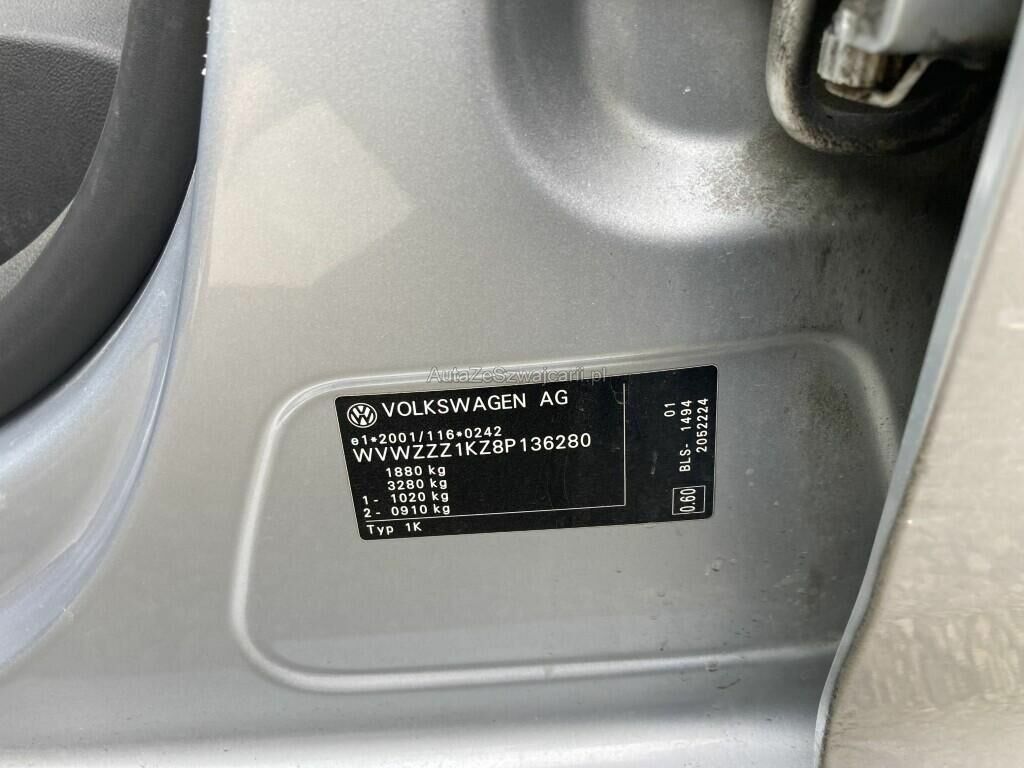 AutaZeSzwajcarii.pl
VOLKSWAGEN AG
e1*2001/116*0242
WVWZZZ1KZ8P136280
1880 kg
3280 kg
1 - 1020 kg
2 - 0910 kg
Typ 1K
01
BLS- 1494
2052224
0.60